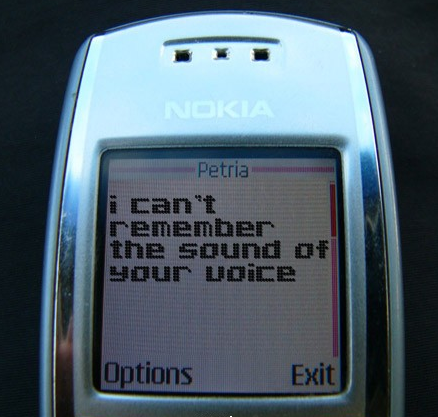 NOKIA
Petria
i can't
remember
the sound of
your voice
Options Exit